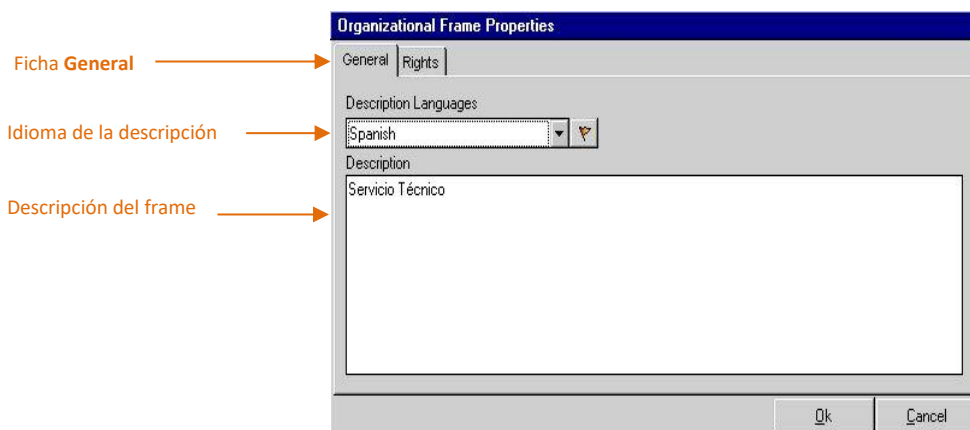 Organizational Frame Properties
Ficha General
General
Rights
Description Languages
Idioma de la descripción
Spanish
Description
Servicio Técnico
Descripción del frame
Ok
Cancel